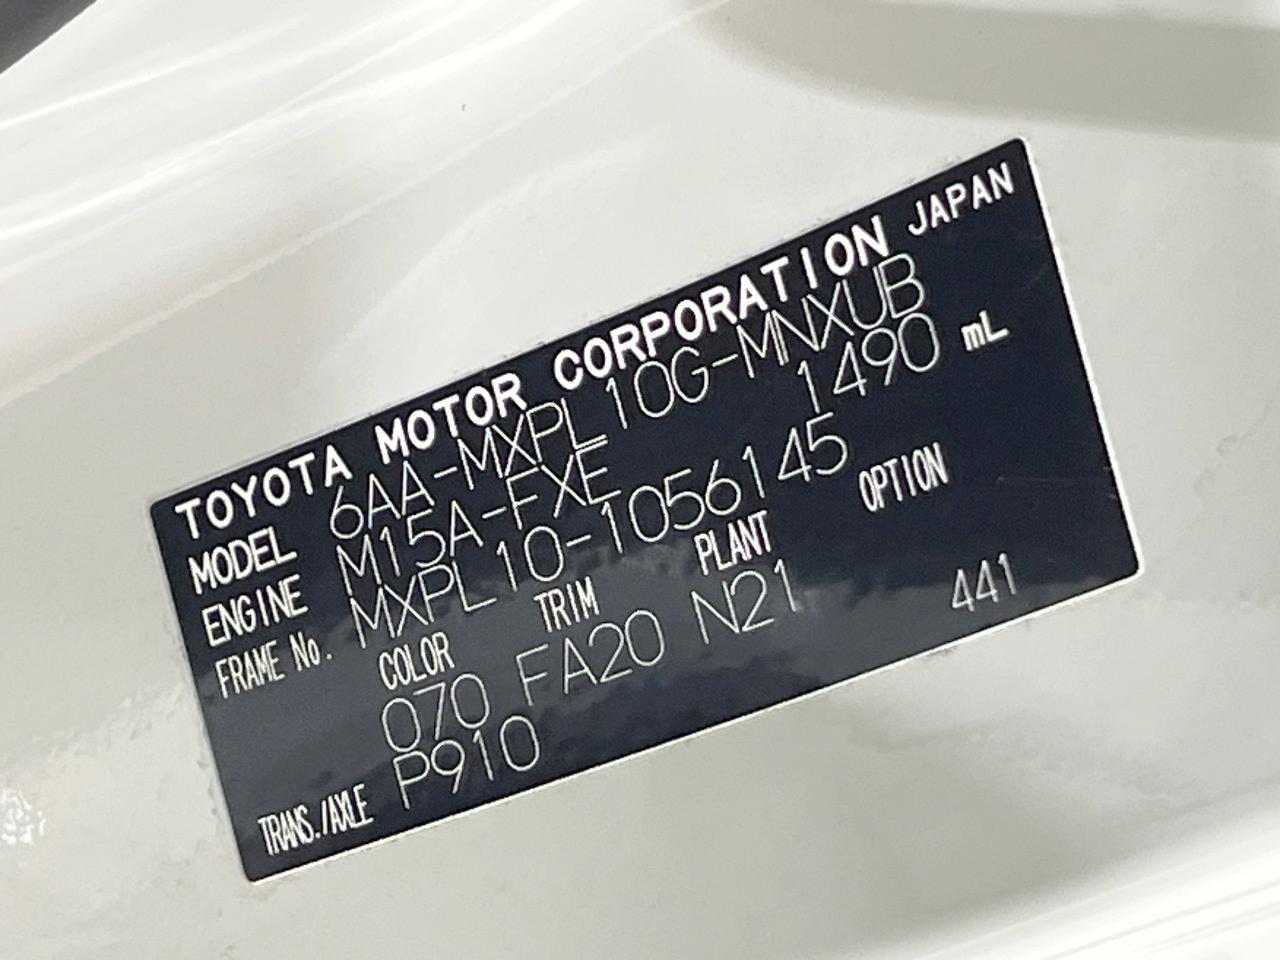 TOYOTA MOTOR CORPORATION JAPAN
MODEL 6AA-MXPL10G-MNXUB
ENGINE M15A-FXE 1490 mL
FRAME No. MXPL10-1056145
COLOR TRIM PLANT OPTION
070 FA20 N21 441
TRANS./AXLE P910